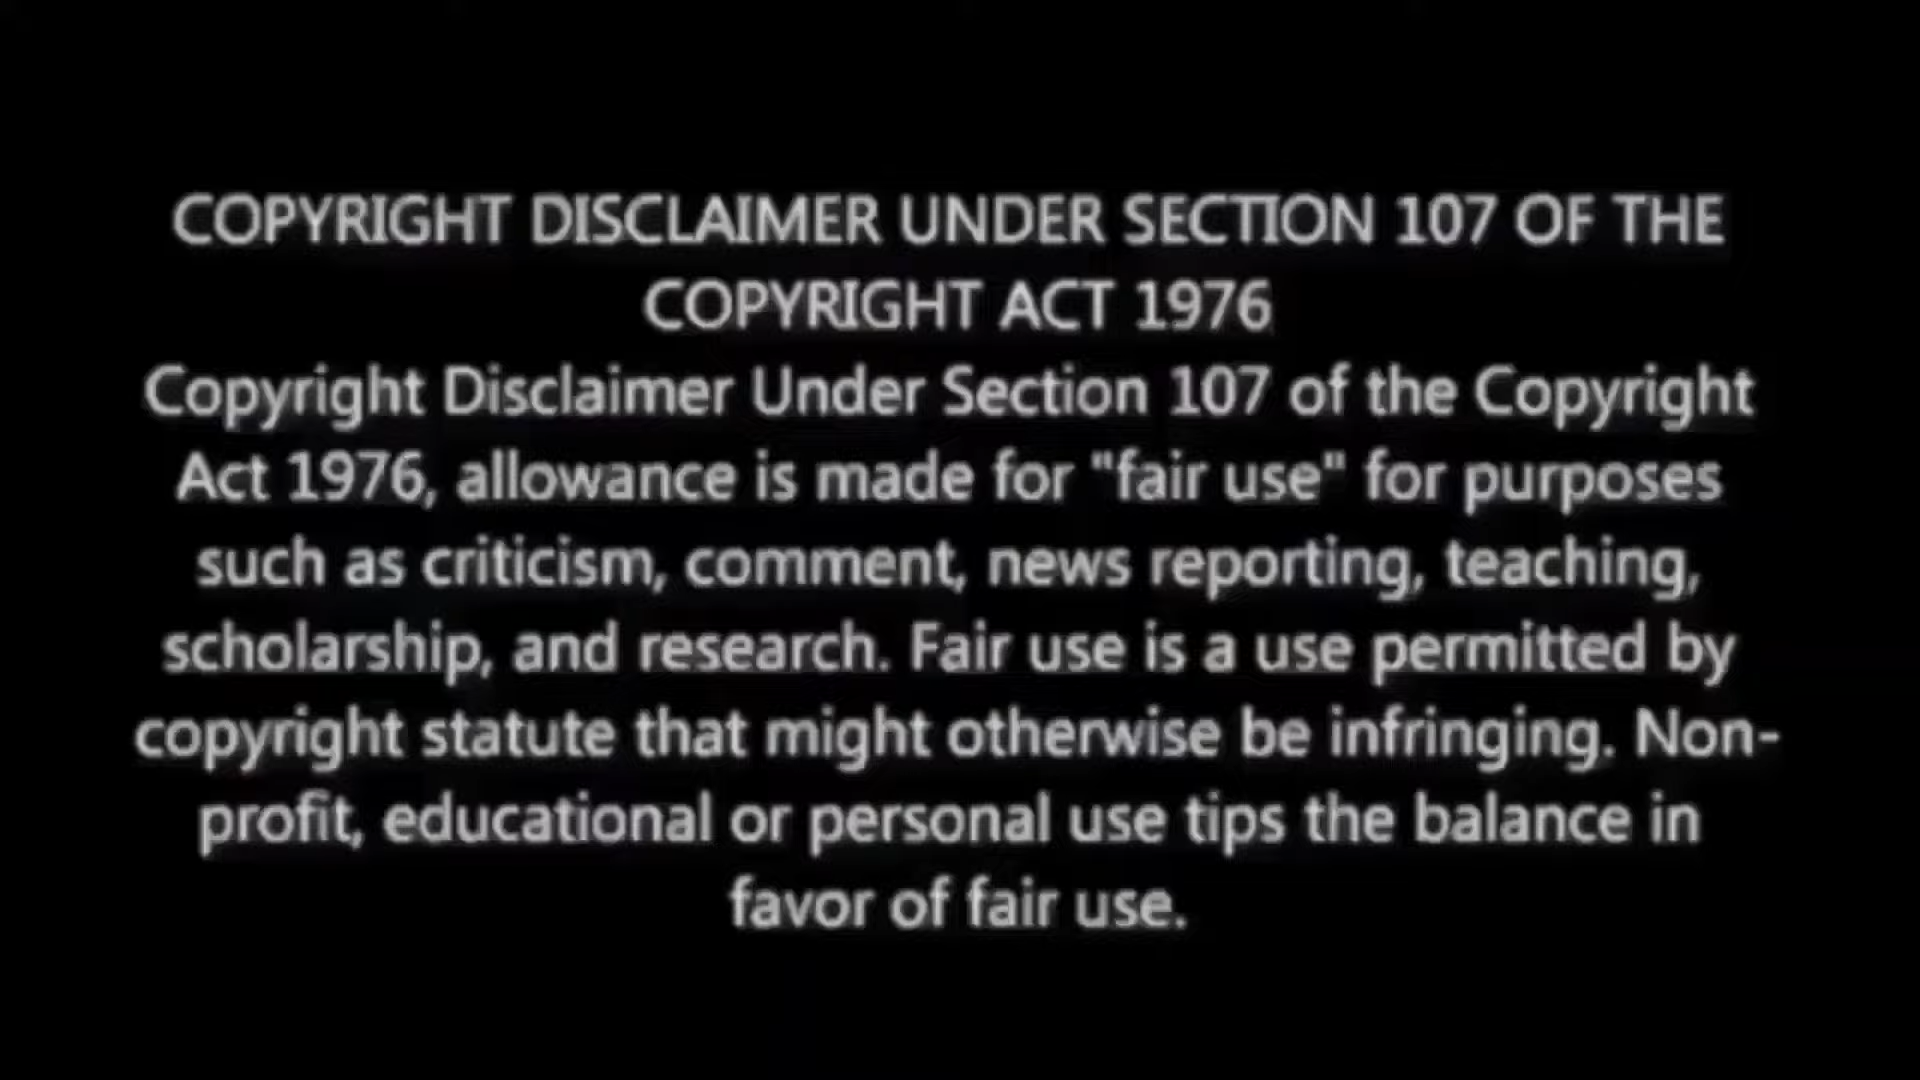 COPYRIGHT DISCLAIMER UNDER SECTION 107 OF THE
COPYRIGHT ACT 1976
Copyright Disclaimer Under Section 107 of the Copyright
Act 1976, allowance is made for "fair use" for purposes
such as criticism, comment, news reporting, teaching,
scholarship, and research. Fair use is a use permitted by
copyright statute that might otherwise be infringing. Non-
profit, educational or personal use tips the balance in
favor of fair use.